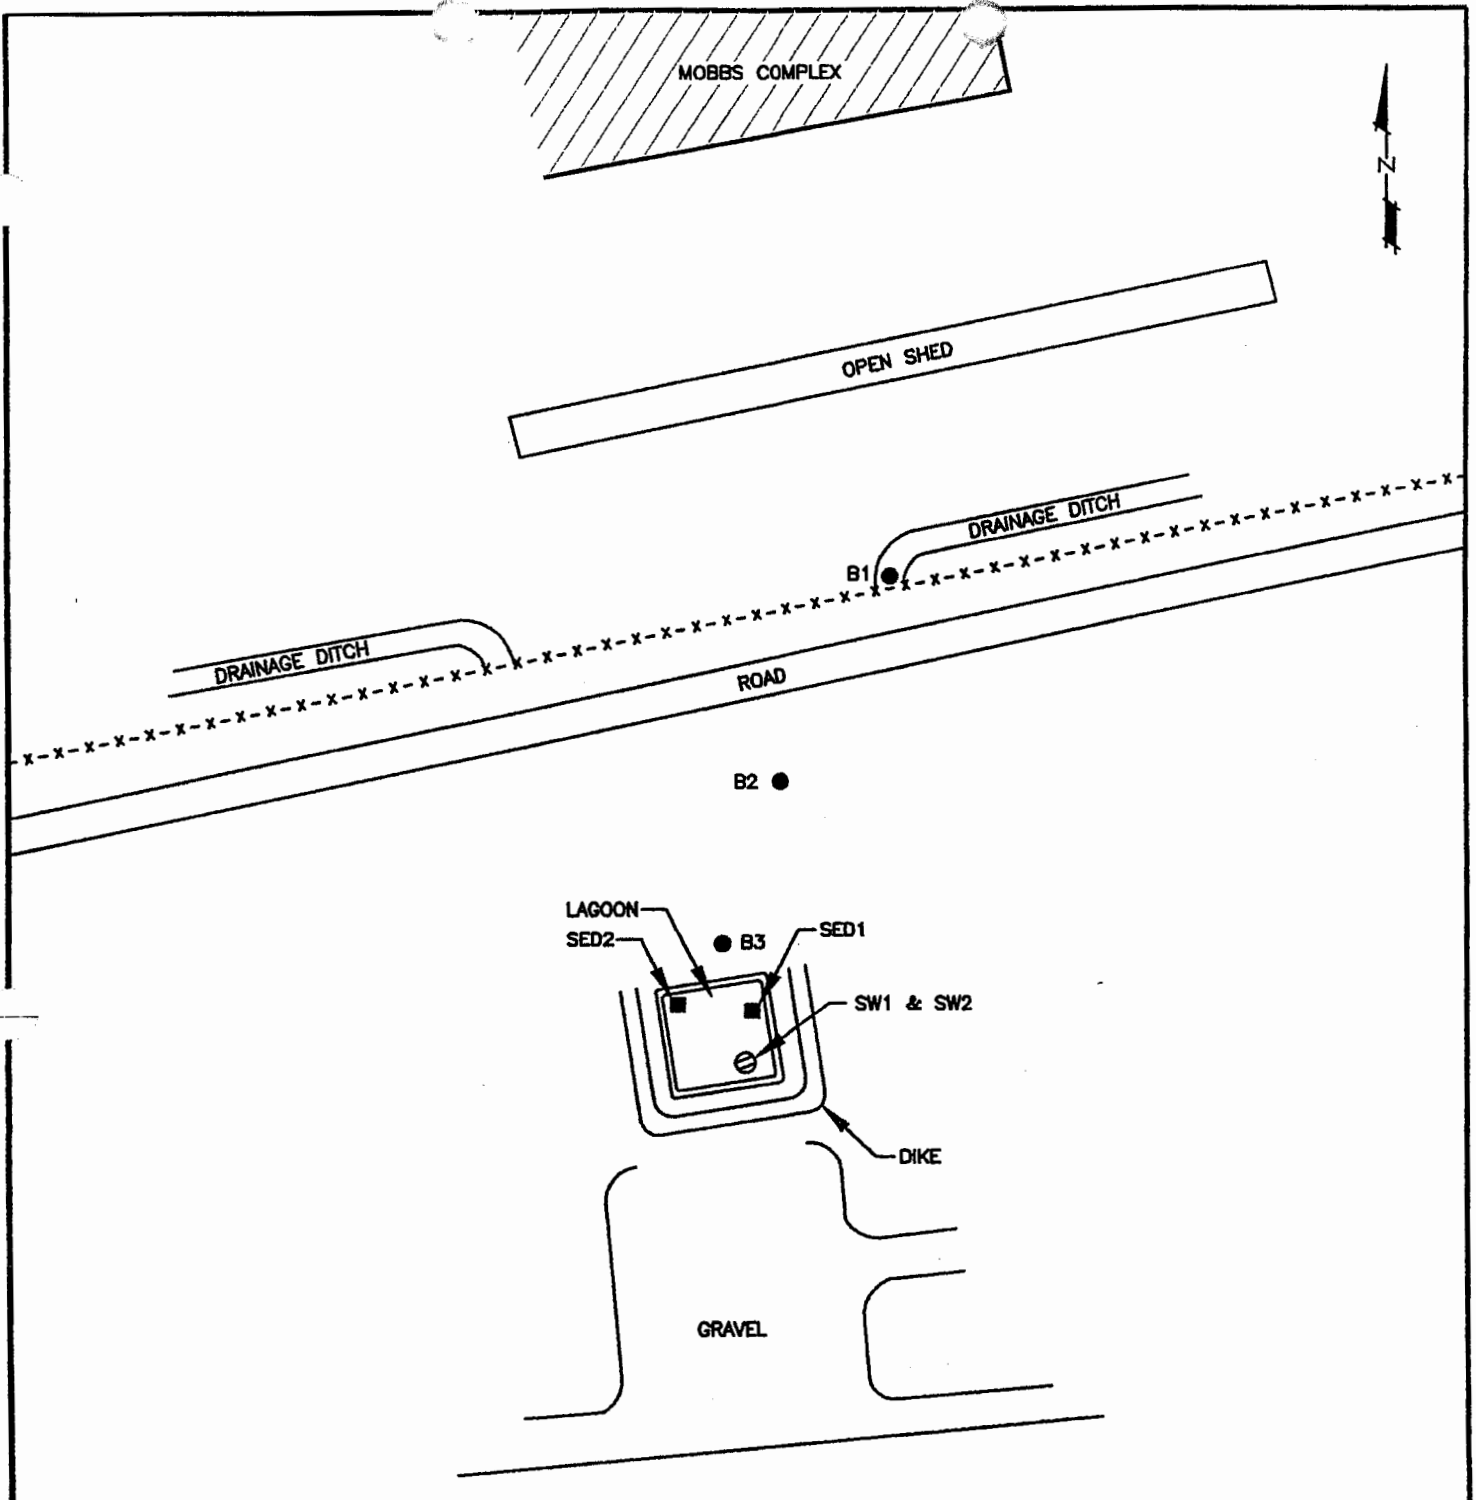 MOBBS COMPLEX
N
OPEN SHED
DRAINAGE DITCH
B1
DRAINAGE DITCH
ROAD
B2
LAGOON
SED2
B3
SED1
SW1 & SW2
DIKE
GRAVEL